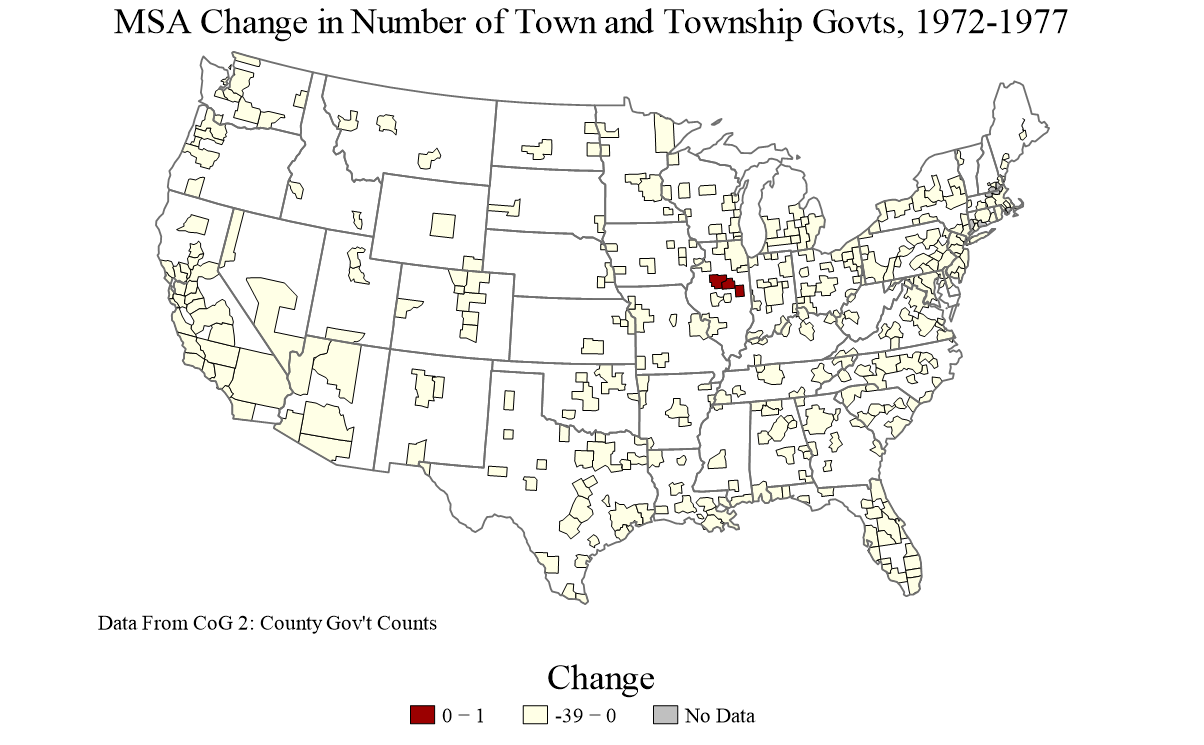 MSA Change in Number of Town and Township Govts, 1972-1977
Data From CoG 2: County Gov't Counts
Change
0 − 1 -39 − 0 No Data